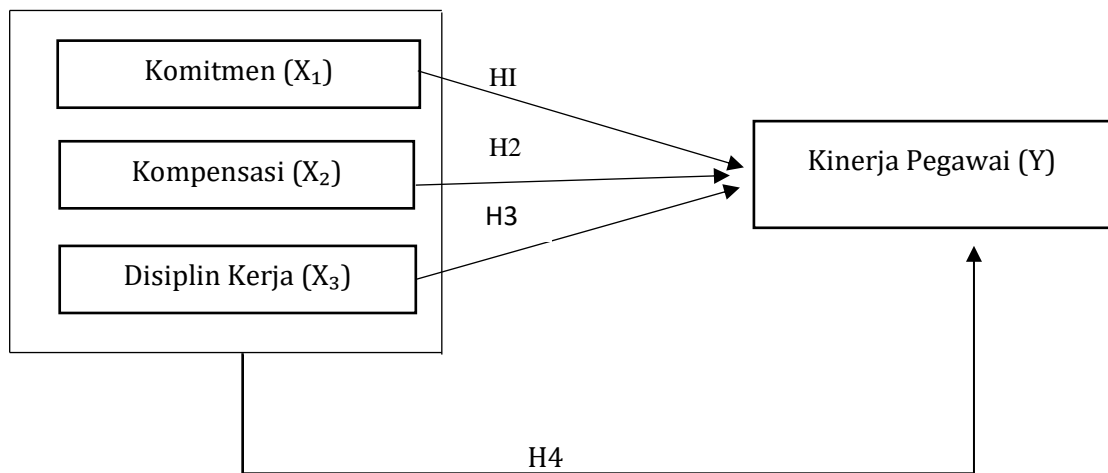 Komitmen (X₁)
HI
H2
Kompensasi (X₂)
Kinerja Pegawai (Y)
H3
Disiplin Kerja (X₃)
H4